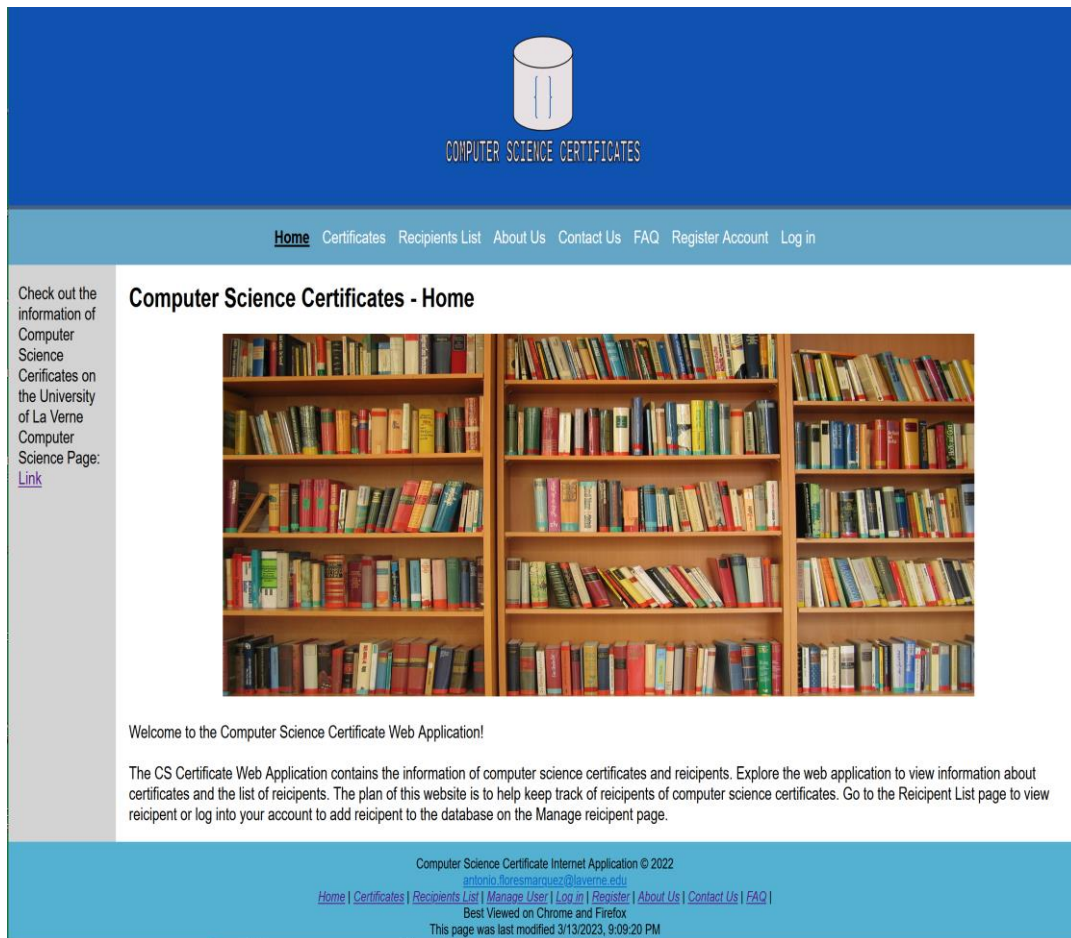 COMPUTER SCIENCE CERTIFICATES
Home Certificates Recipients List About Us Contact Us FAQ Register Account Log in
Check out the
information of
Computer
Science
Cerificates on
the University
of La Verne
Computer
Science Page:
Link
Computer Science Certificates - Home
Welcome to the Computer Science Certificate Web Application!
The CS Certificate Web Application contains the information of computer science certificates and reicipents. Explore the web application to view information about
certificates and the list of reicipents. The plan of this website is to help keep track of reicipents of computer science certificates. Go to the Reicipent List page to view
reicipent or log into your account to add reicipent to the database on the Manage reicipent page.
Computer Science Certificate Internet Application © 2022
antonio.floresmarquez@laverne.edu
Home | Certificates | Recipients List | Manage User | Log in | Register | About Us | Contact Us | FAQ |
Best Viewed on Chrome and Firefox
This page was last modified 3/13/2023, 9:09:20 PM